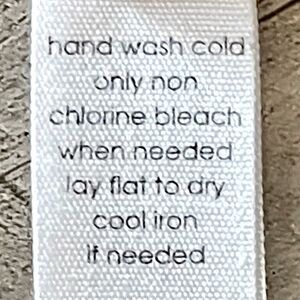 hand wash cold
only non
chlorine bleach
when needed
lay flat to dry
cool iron
if needed